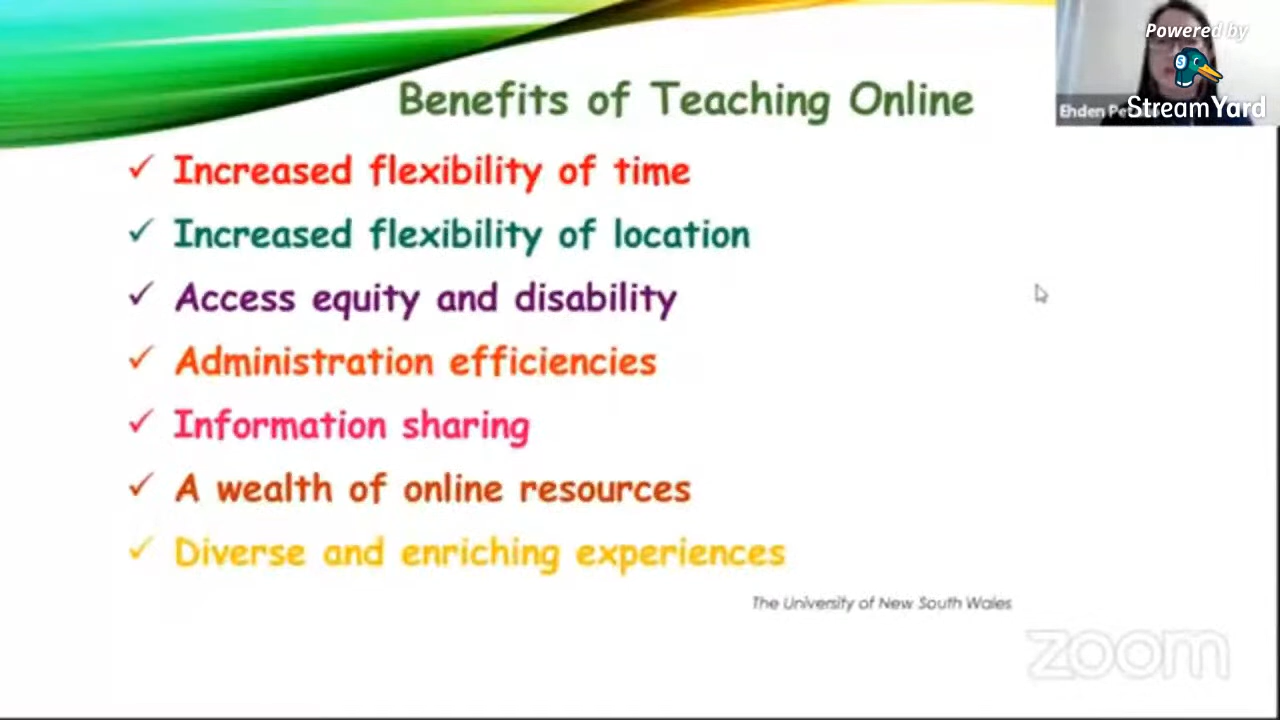 Benefits of Teaching Online
Powered by
StreamYard
Ehden
✓ Increased flexibility of time
✓ Increased flexibility of location
✓ Access equity and disability
✓ Administration efficiencies
✓ Information sharing
✓ A wealth of online resources
✓ Diverse and enriching experiences
The University of New South Wales
zoom